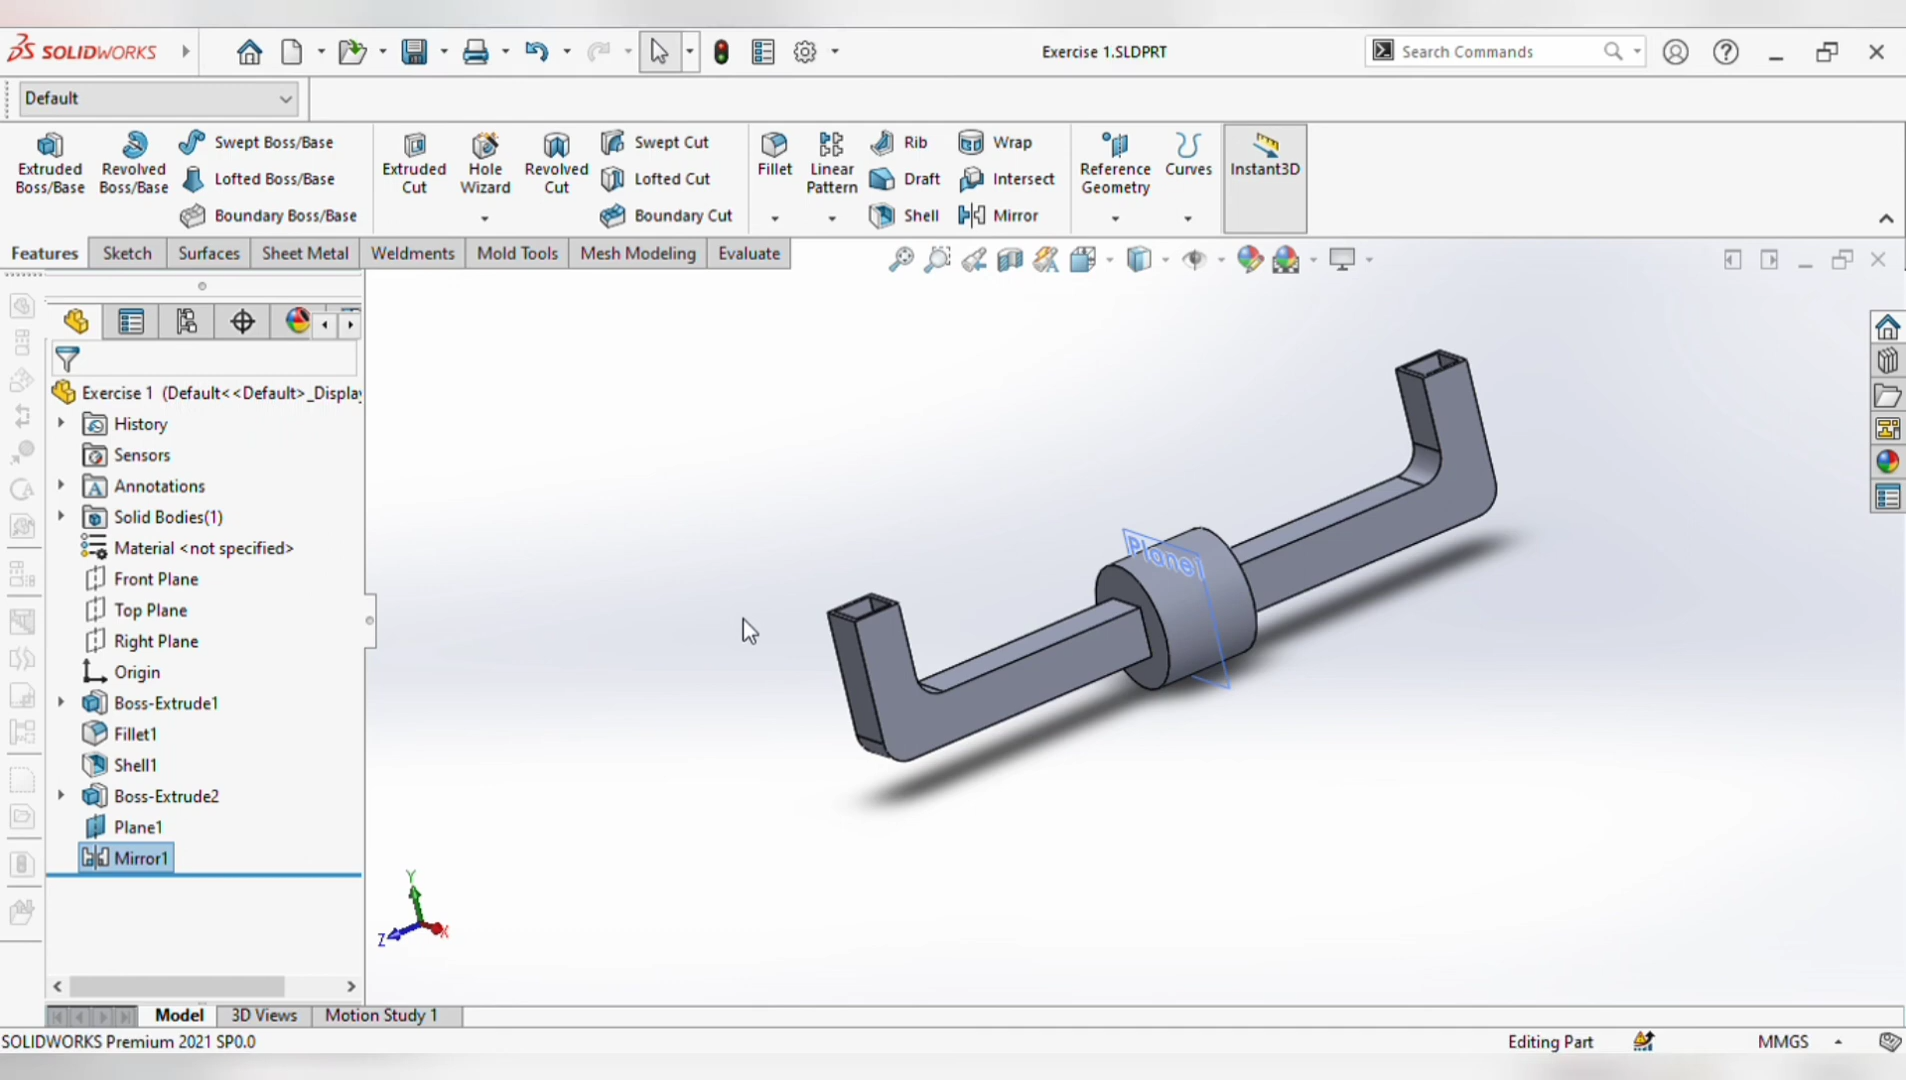 SOLIDWORKS
Exercise 1.SLDPRT
Search Commands
Default
Extruded Boss/Base
Revolved Boss/Base
Swept Boss/Base
Lofted Boss/Base
Boundary Boss/Base
Extruded Cut
Hole Wizard
Revolved Cut
Swept Cut
Lofted Cut
Boundary Cut
Fillet
Linear Pattern
Rib
Draft
Shell
Wrap
Intersect
Mirror
Reference Geometry
Curves
Instant3D
Features
Sketch
Surfaces
Sheet Metal
Weldments
Mold Tools
Mesh Modeling
Evaluate
Exercise 1 (Default<<Default>_Display
History
Sensors
Annotations
Solid Bodies(1)
Material <not specified>
Front Plane
Top Plane
Right Plane
Origin
Boss-Extrude1
Fillet1
Shell1
Boss-Extrude2
Plane1
Mirror1
Plane1
Y
Z
X
Model
3D Views
Motion Study 1
SOLIDWORKS Premium 2021 SP0.0
Editing Part
MMGS